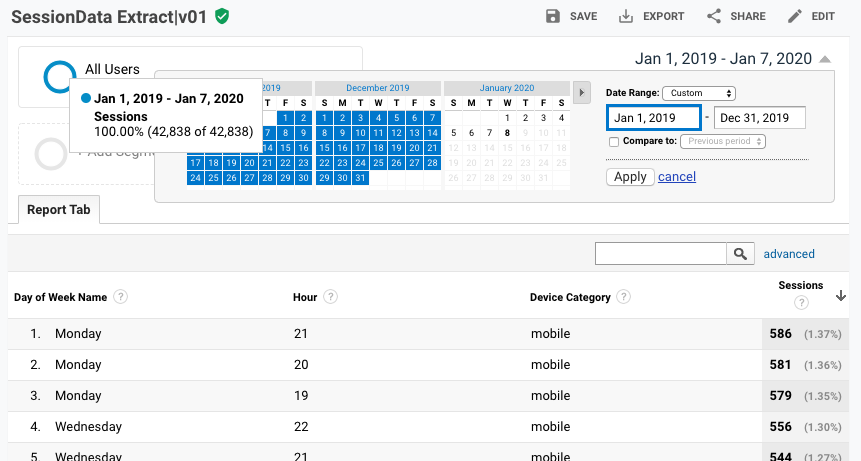 SessionData Extract|v01
SAVE EXPORT SHARE EDIT
Jan 1, 2019 - Jan 7, 2020
All Users
Jan 1, 2019 - Jan 7, 2020
Sessions
100.00% (42,838 of 42,838)
2019 December 2019 January 2020
T F S S M T W T F S S M T W T F S
1 2 1 2 3 4 5 6 7 1 2 3 4
7 8 9 8 9 10 11 12 13 14 5 6 7 8 9 10 11
14 15 16 15 16 17 18 19 20 21 12 13 14 15 16 17 18
17 18 19 20 21 22 23 22 23 24 25 26 27 28 19 20 21 22 23 24 25
24 25 26 27 28 29 30 29 30 31 26 27 28 29 30 31
Date Range: Custom
Jan 1, 2019 - Dec 31, 2019
Compare to: Previous period
Apply cancel
+ Add Segm
Report Tab
advanced
Day of Week Name ? Hour ? Device Category ? Sessions ?
1. Monday 21 mobile 586 (1.37%)
2. Monday 20 mobile 581 (1.36%)
3. Monday 19 mobile 579 (1.35%)
4. Wednesday 22 mobile 556 (1.30%)
5. Wednesday 21 mobile 544 (1.27%)